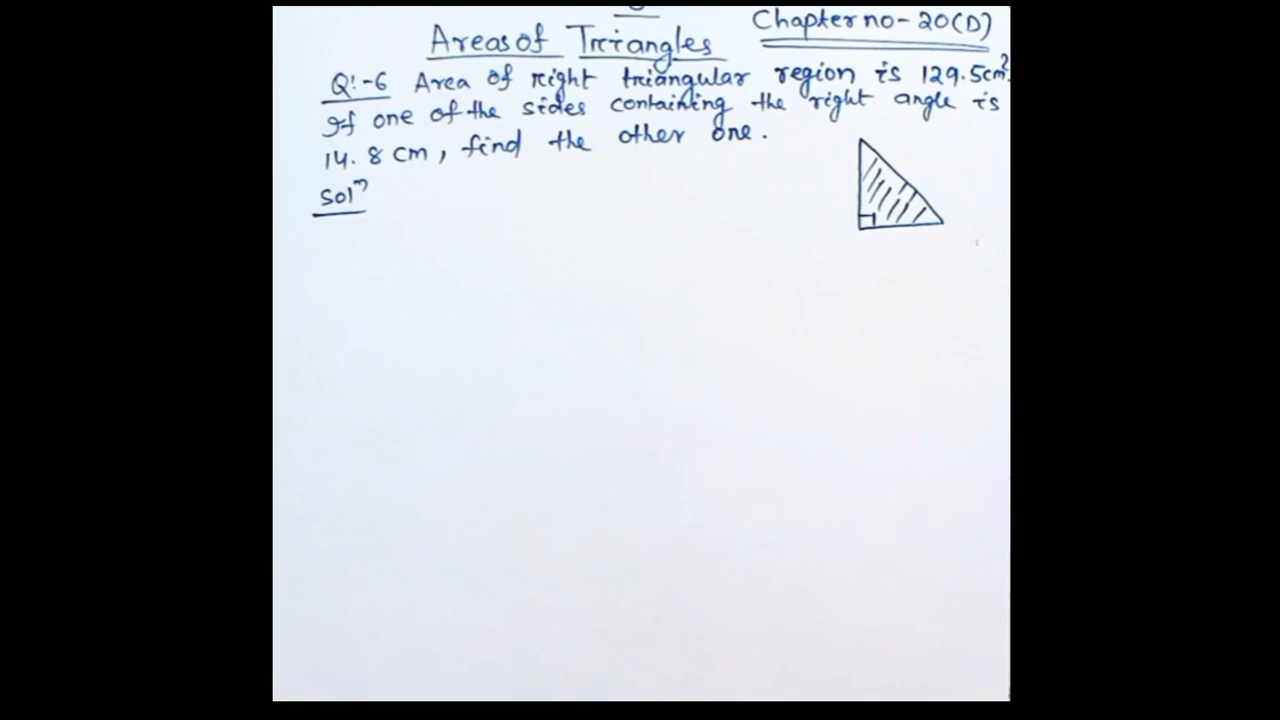 Chapter no - 20(D)
Areas of Triangles
Q:-6 Area of right triangular region is 129.5cm².
If one of the sides containing the right angle is
14.8 cm, find the other one.
Solⁿ